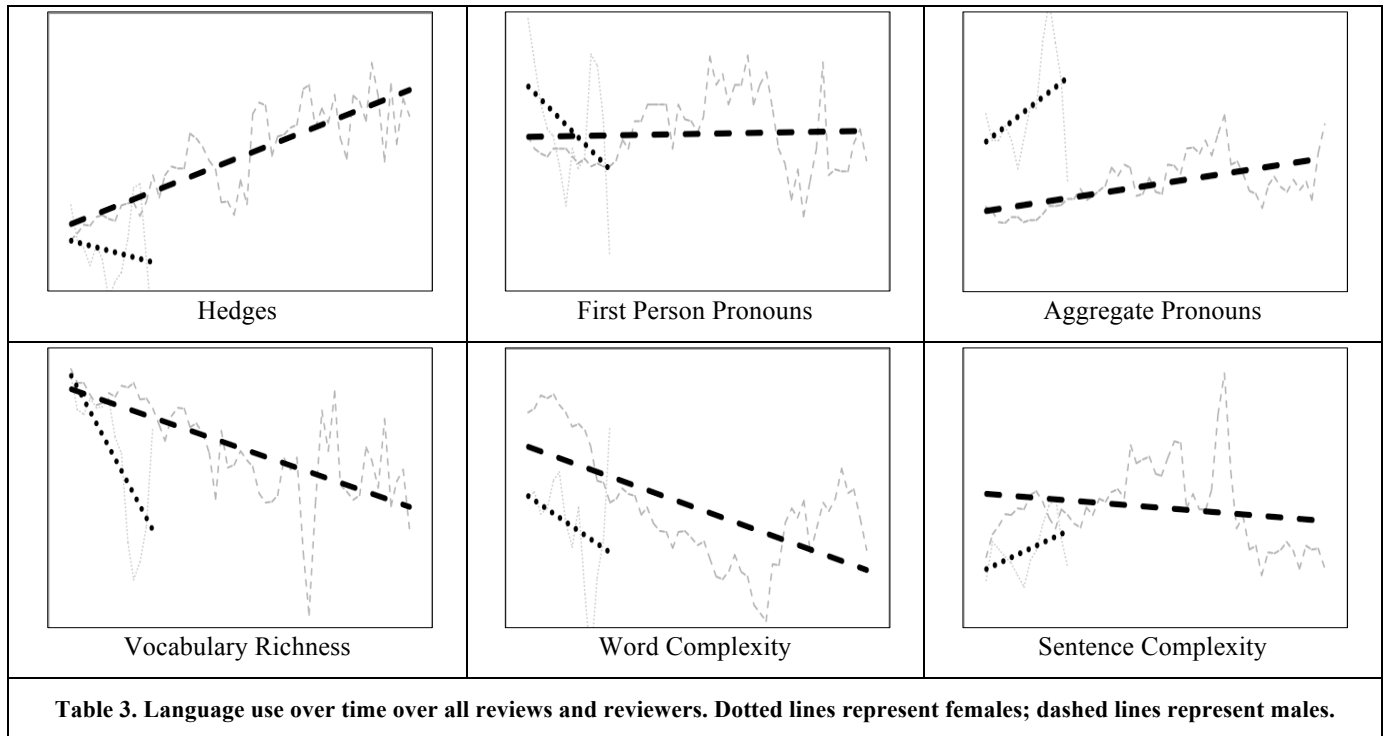 Hedges
First Person Pronouns
Aggregate Pronouns
Vocabulary Richness
Word Complexity
Sentence Complexity
Table 3. Language use over time over all reviews and reviewers. Dotted lines represent females; dashed lines represent males.